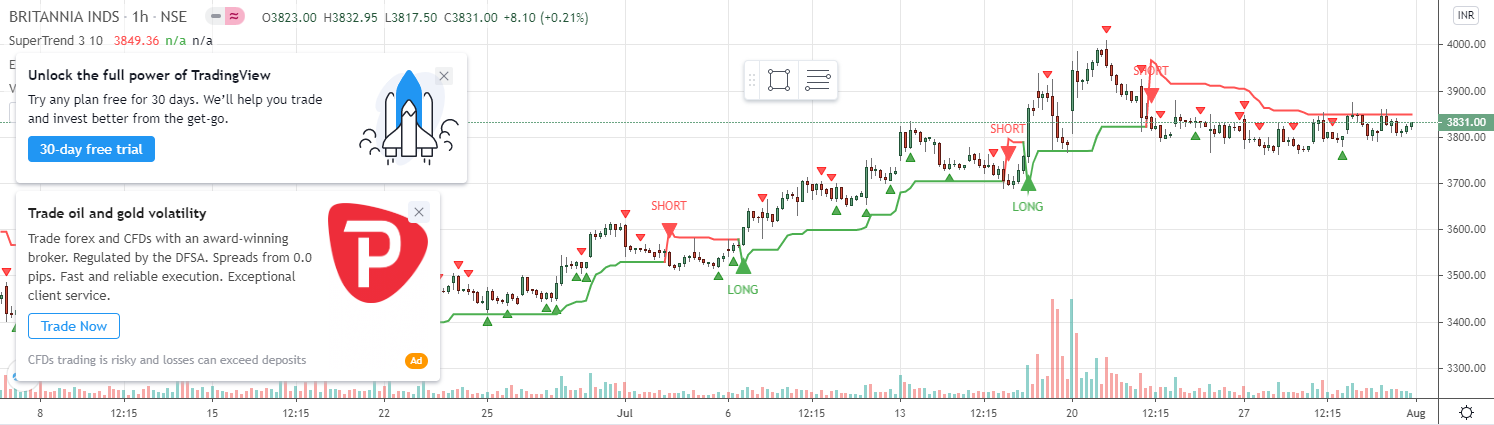 BRITANNIA INDS · 1h · NSE
O3823.00 H3832.95 L3817.50 C3831.00 +8.10 (+0.21%)
SuperTrend 3 10 3849.36 n/a n/a
E
V
Unlock the full power of TradingView
Try any plan free for 30 days. We'll help you trade
and invest better from the get-go.
30-day free trial
Trade oil and gold volatility
Trade forex and CFDs with an award-winning
broker. Regulated by the DFSA. Spreads from 0.0
pips. Fast and reliable execution. Exceptional
client service.
Trade Now
CFDs trading is risky and losses can exceed deposits
Ad
P
SHORT
LONG
SHORT
LONG
SHORT
INR
4000.00
3900.00
3831.00
3800.00
3700.00
3600.00
3500.00
3400.00
3300.00
8 12:15 15 12:15 22 25 Jul 6 12:15 13 12:15 20 12:15 27 12:15 Aug